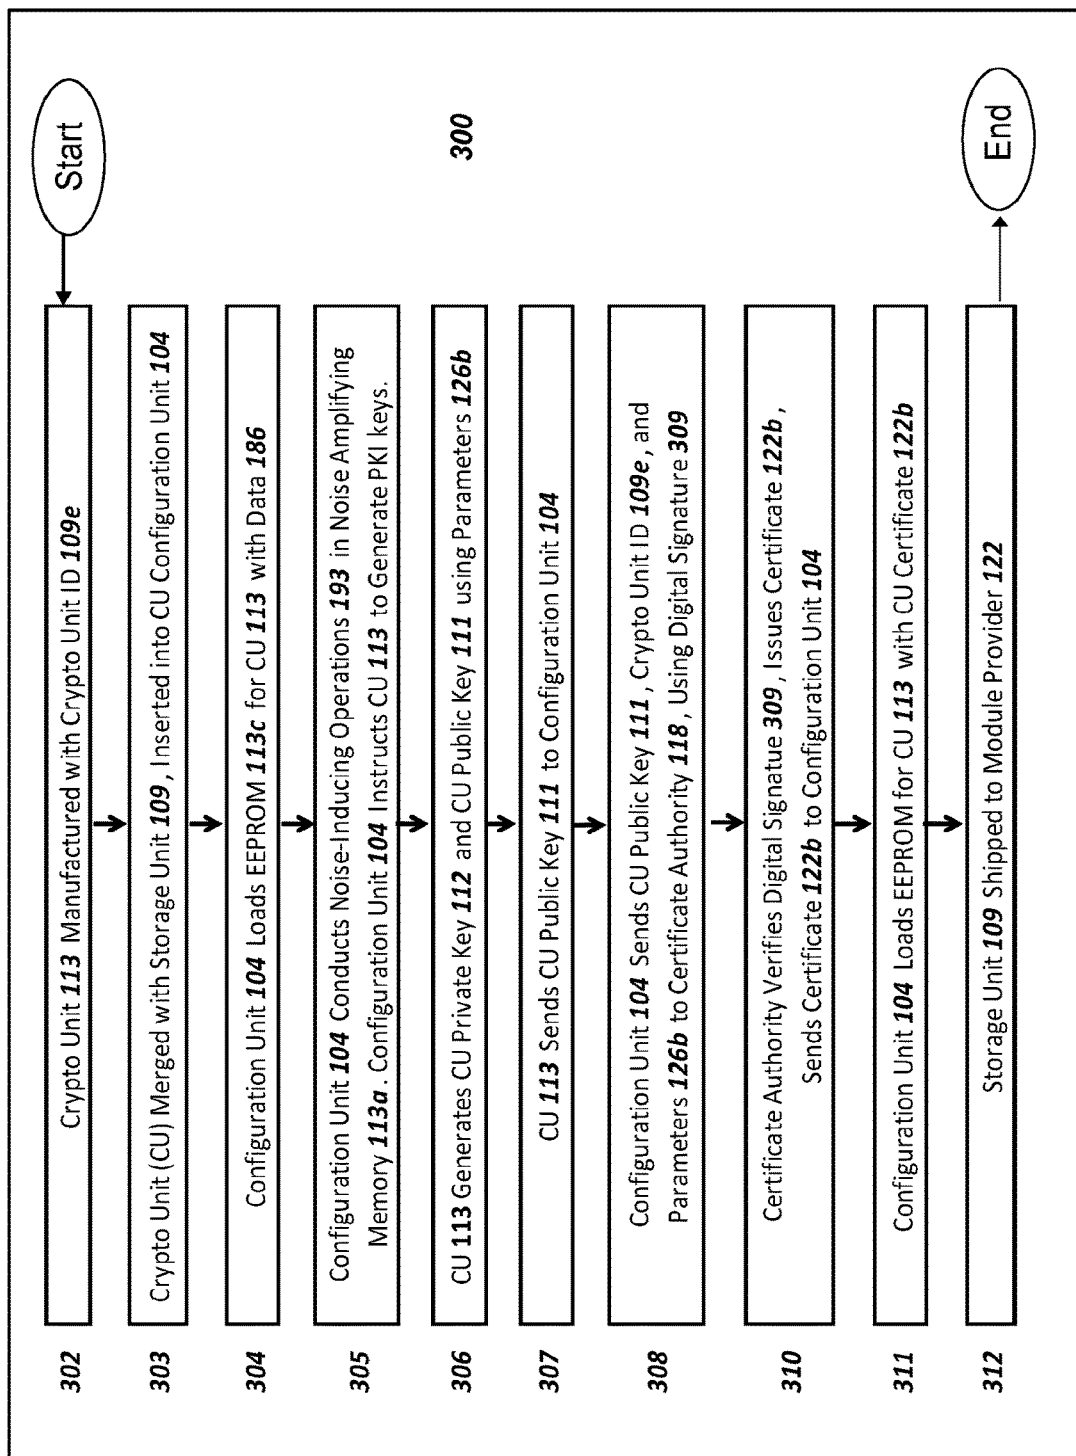 Start
302
Crypto Unit 113 Manufactured with Crypto Unit ID 109e
303
Crypto Unit (CU) Merged with Storage Unit 109, Inserted into CU Configuration Unit 104
304
Configuration Unit 104 Loads EEPROM 113c for CU 113 with Data 186
305
Configuration Unit 104 Conducts Noise-Inducing Operations 193 in Noise Amplifying
Memory 113a. Configuration Unit 104 Instructs CU 113 to Generate PKI keys.
306
CU 113 Generates CU Private Key 112 and CU Public Key 111 using Parameters 126b
300
307
CU 113 Sends CU Public Key 111 to Configuration Unit 104
308
Configuration Unit 104 Sends CU Public Key 111, Crypto Unit ID 109e, and
Parameters 126b to Certificate Authority 118, Using Digital Signature 309
310
Certificate Authority Verifies Digital Signatue 309, Issues Certificate 122b,
Sends Certificate 122b to Configuration Unit 104
311
Configuration Unit 104 Loads EEPROM for CU 113 with CU Certificate 122b
312
Storage Unit 109 Shipped to Module Provider 122
End